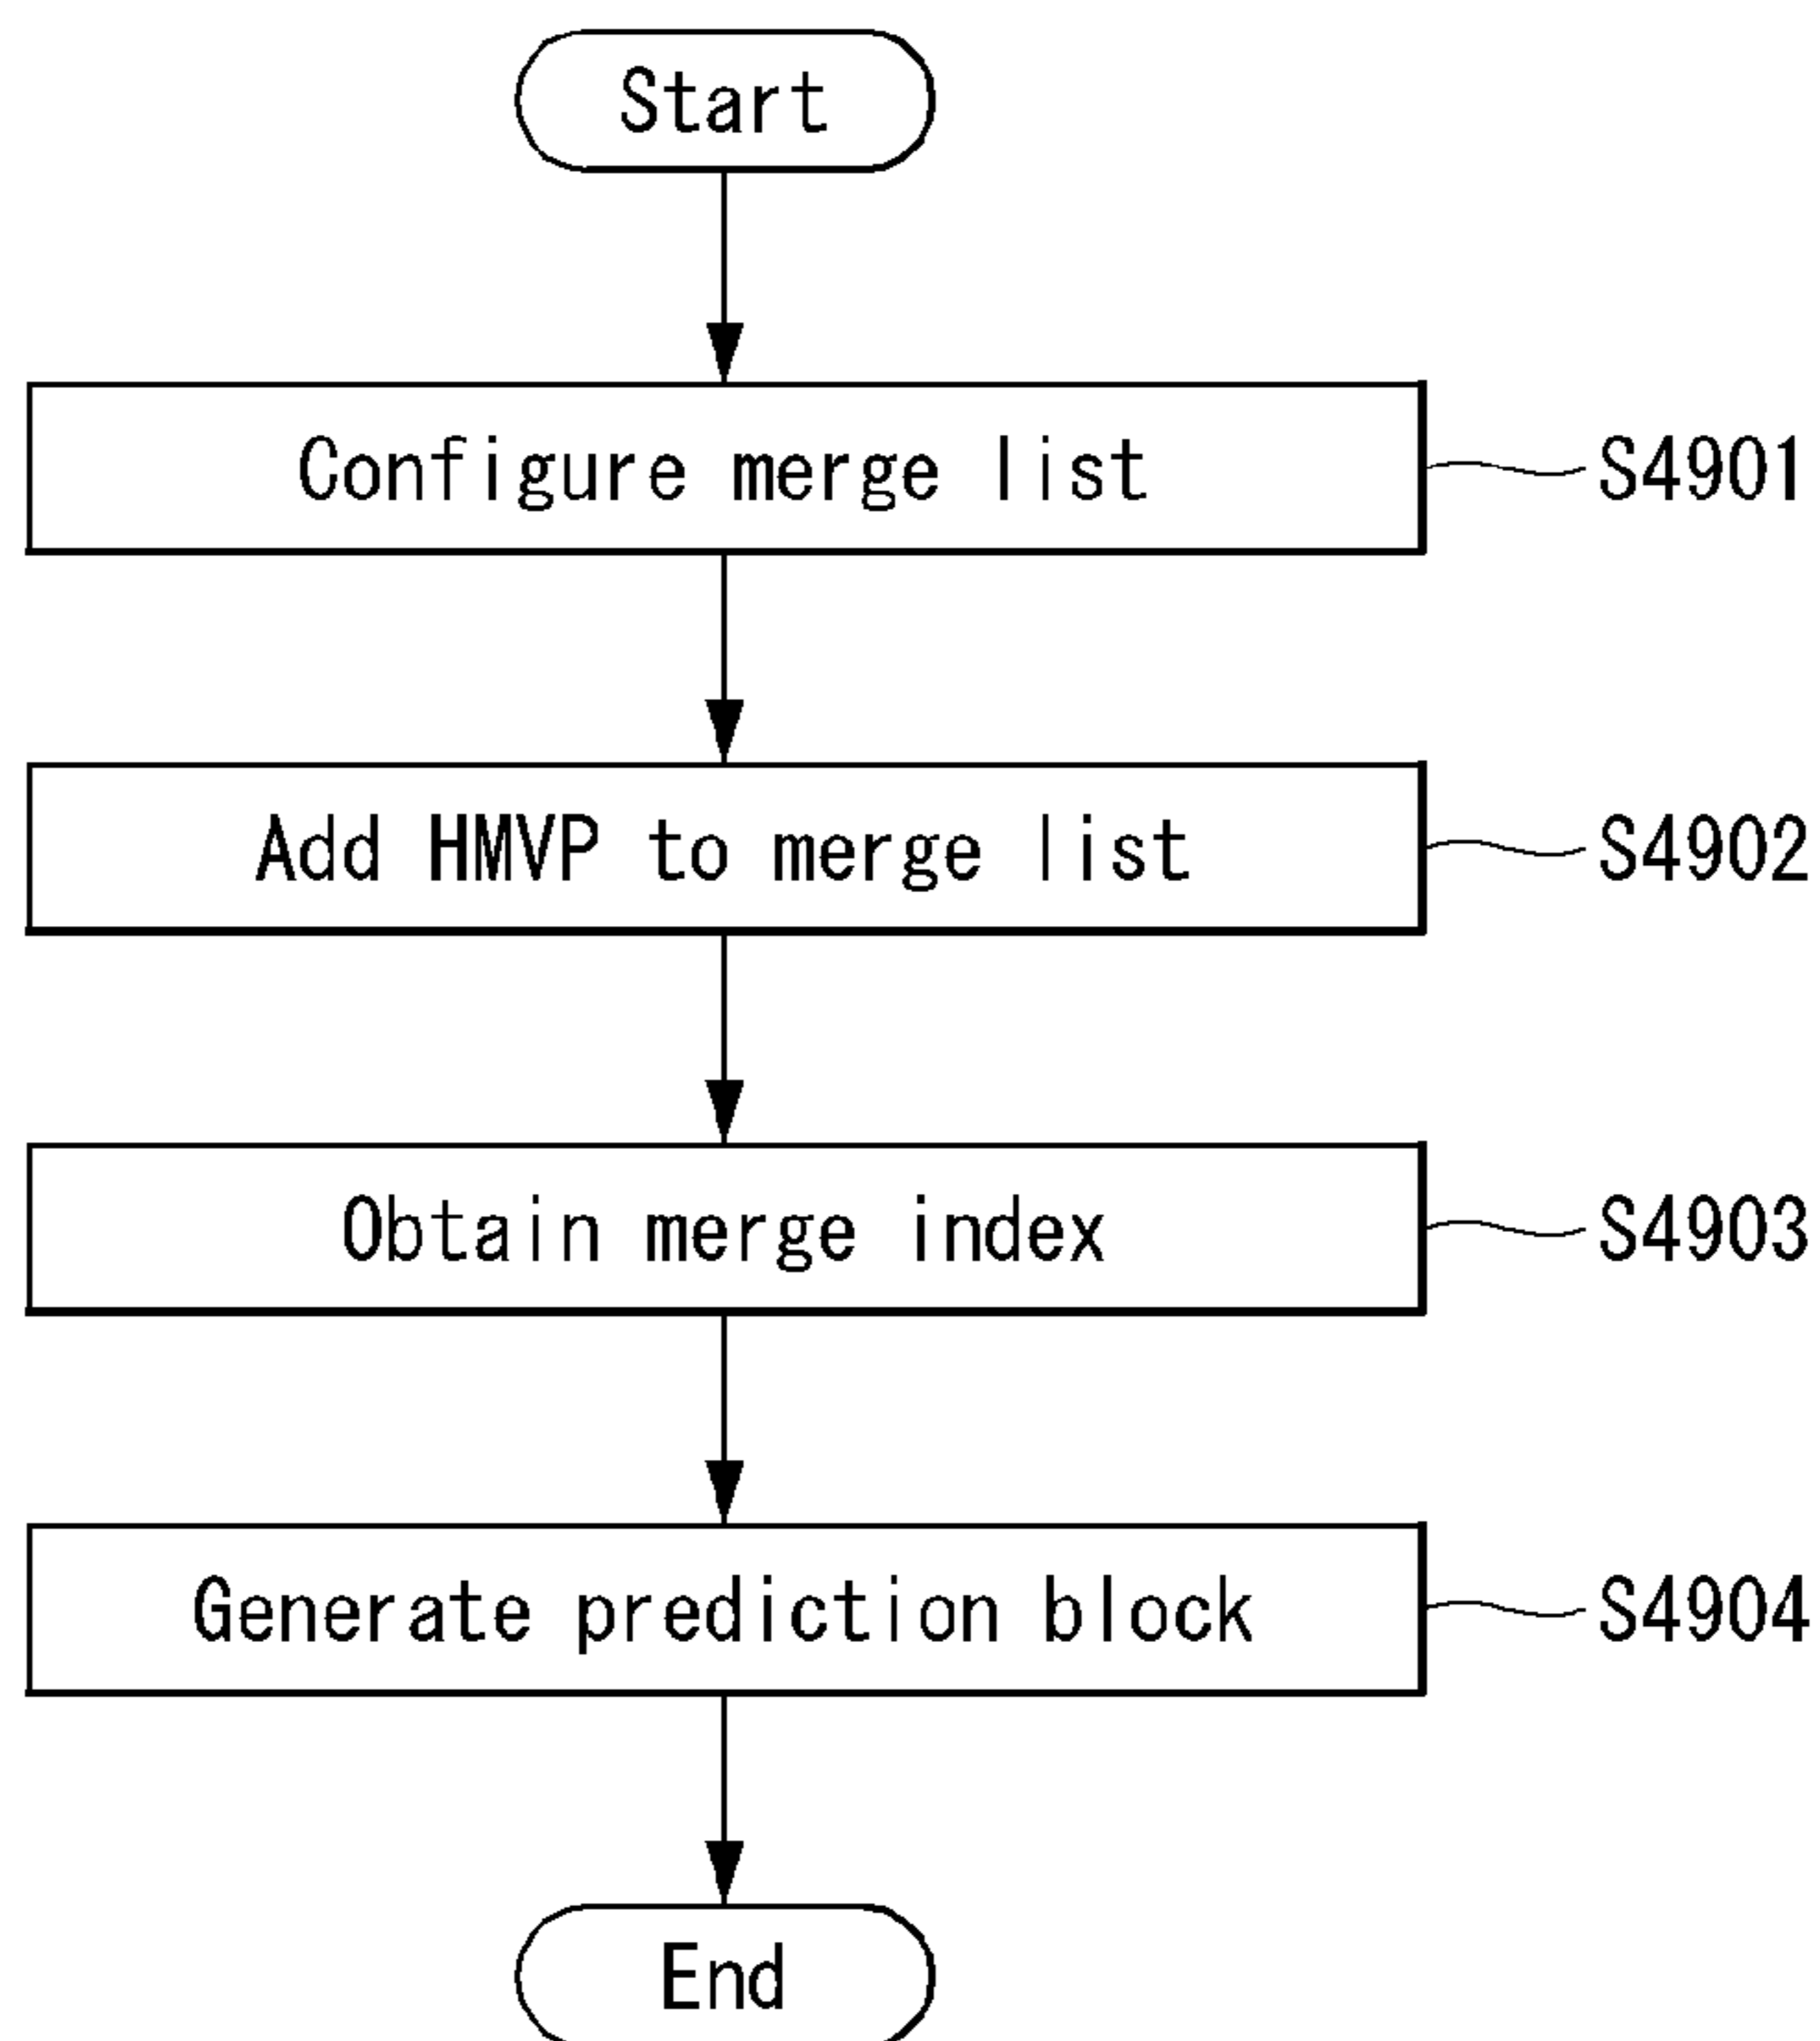 Start
Configure merge list
S4901
Add HMVP to merge list
S4902
Obtain merge index
S4903
Generate prediction block
S4904
End